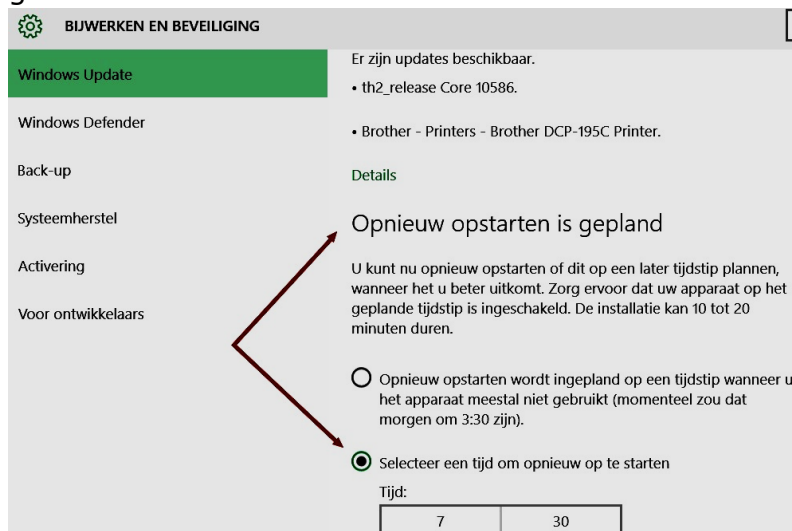 BIJWERKEN EN BEVEILIGING
Windows Update
Windows Defender
Back-up
Systeemherstel
Activering
Voor ontwikkelaars
Er zijn updates beschikbaar.
• th2_release Core 10586.
• Brother - Printers - Brother DCP-195C Printer.
Details
Opnieuw opstarten is gepland
U kunt nu opnieuw opstarten of dit op een later tijdstip plannen,
wanneer het u beter uitkomt. Zorg ervoor dat uw apparaat op het
geplande tijdstip is ingeschakeld. De installatie kan 10 tot 20
minuten duren.
Opnieuw opstarten wordt ingepland op een tijdstip wanneer u
het apparaat meestal niet gebruikt (momenteel zou dat
morgen om 3:30 zijn).
Selecteer een tijd om opnieuw op te starten
Tijd:
7 30